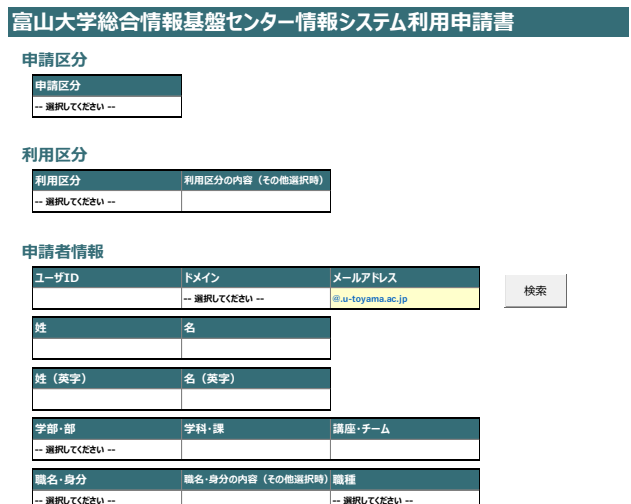 富山大学総合情報基盤センター情報システム利用申請書
申請区分
申請区分
-- 選択してください --
利用区分
利用区分 利用区分の内容（その他選択時）
-- 選択してください --
申請者情報
ユーザID ドメイン メールアドレス
-- 選択してください -- @.u-toyama.ac.jp 検索
姓 名
姓（英字） 名（英字）
学部・部 学科・課 講座・チーム
-- 選択してください --
職名・身分 職名・身分の内容（その他選択時） 職種
-- 選択してください -- -- 選択してください --